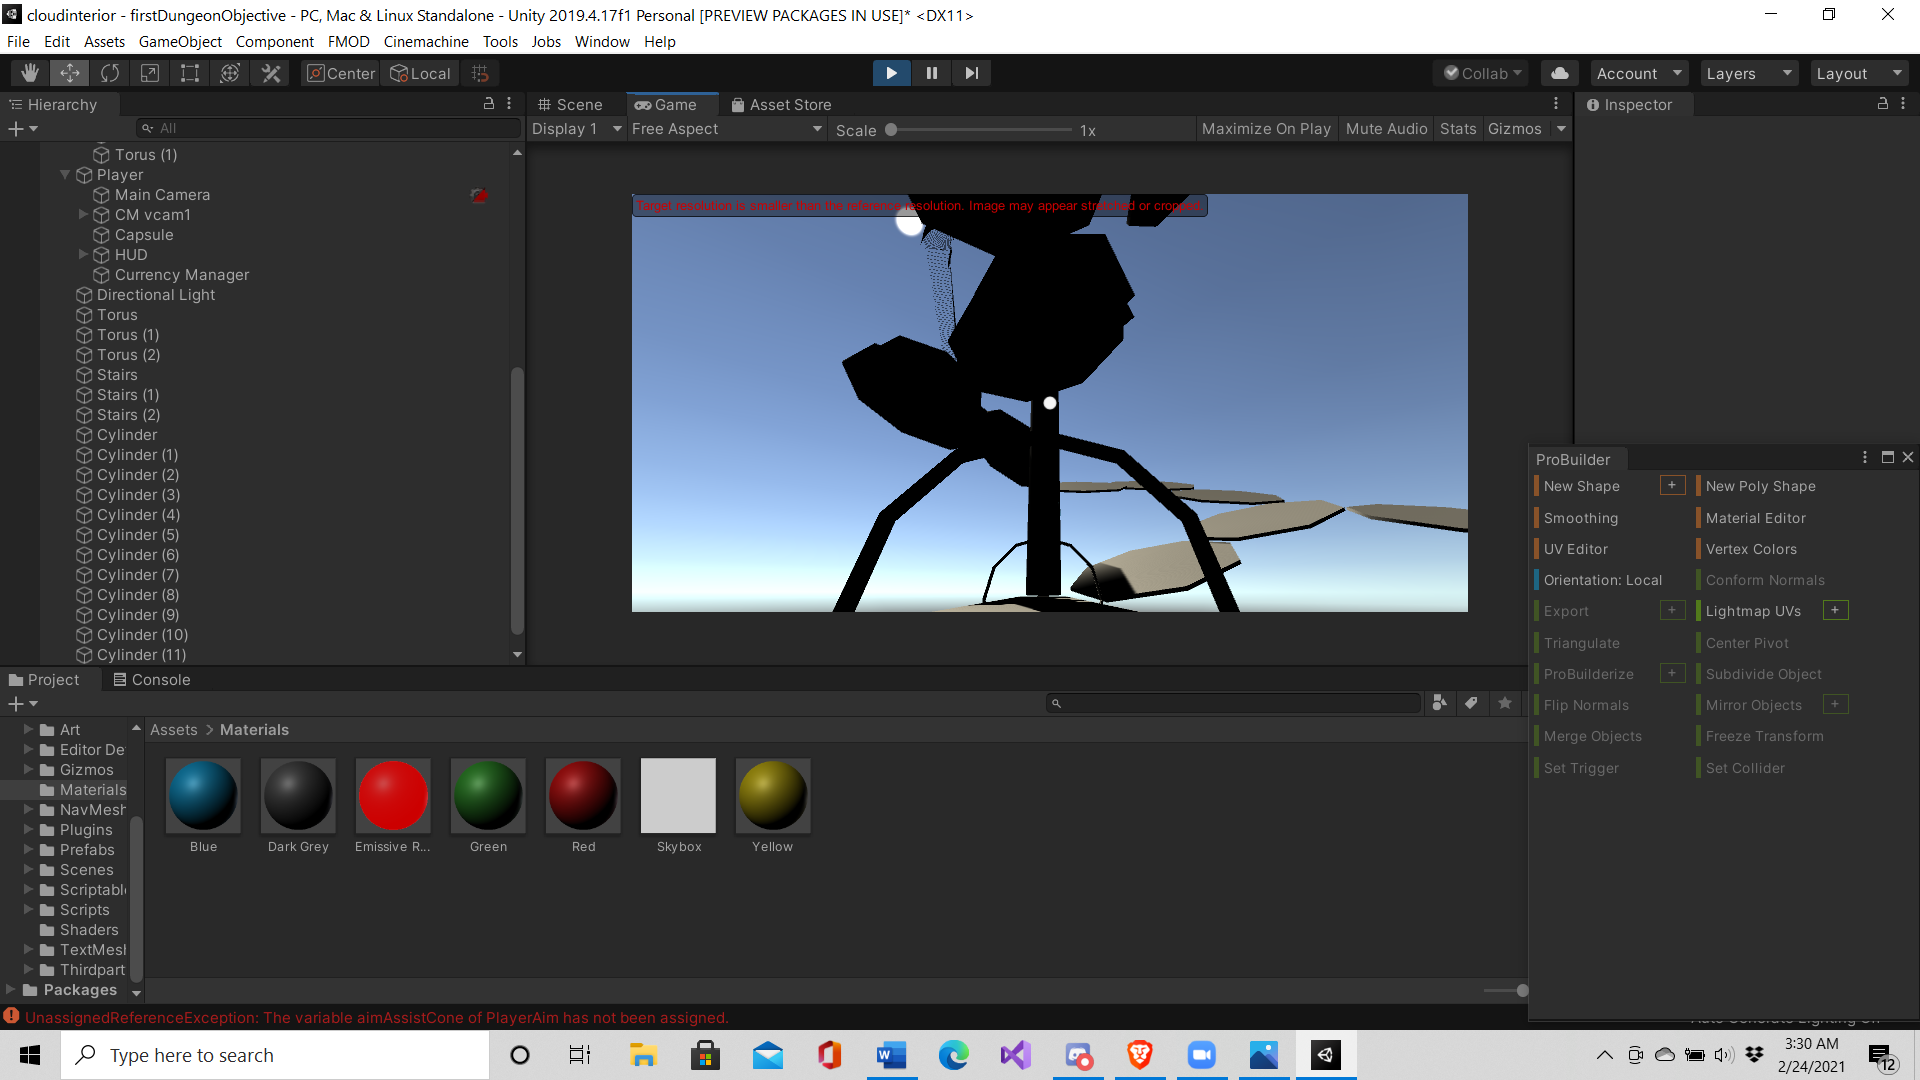 cloudinterior - firstDungeonObjective - PC, Mac & Linux Standalone - Unity 2019.4.17f1 Personal [PREVIEW PACKAGES IN USE]* <DX11>
File Edit Assets GameObject Component FMOD Cinemachine Tools Jobs Window Help
Center Local Collab Account Layers Layout
Hierarchy
All
Torus (1)
Player
Main Camera
CM vcam1
Capsule
HUD
Currency Manager
Directional Light
Torus
Torus (1)
Torus (2)
Stairs
Stairs (1)
Stairs (2)
Cylinder
Cylinder (1)
Cylinder (2)
Cylinder (3)
Cylinder (4)
Cylinder (5)
Cylinder (6)
Cylinder (7)
Cylinder (8)
Cylinder (9)
Cylinder (10)
Cylinder (11)
Scene Game Asset Store
Display 1 Free Aspect Scale 1x Maximize On Play Mute Audio Stats Gizmos
Target resolution is smaller than the reference resolution. Image may appear stretched or cropped.
Inspector
ProBuilder
New Shape + New Poly Shape
Smoothing Material Editor
UV Editor Vertex Colors
Orientation: Local Conform Normals
Export + Lightmap UVs +
Triangulate Center Pivot
ProBuilderize + Subdivide Object
Flip Normals Mirror Objects +
Merge Objects Freeze Transform
Set Trigger Set Collider
Project Console
Art
Editor De
Gizmos
Materials
NavMesh
Plugins
Prefabs
Scenes
Scriptabl
Scripts
Shaders
TextMesh
Thirdpart
Packages
Assets > Materials
Blue Dark Grey Emissive R... Green Red Skybox Yellow
UnassignedReferenceException: The variable aimAssistCone of PlayerAim has not been assigned.
Type here to search
3:30 AM
2/24/2021
12